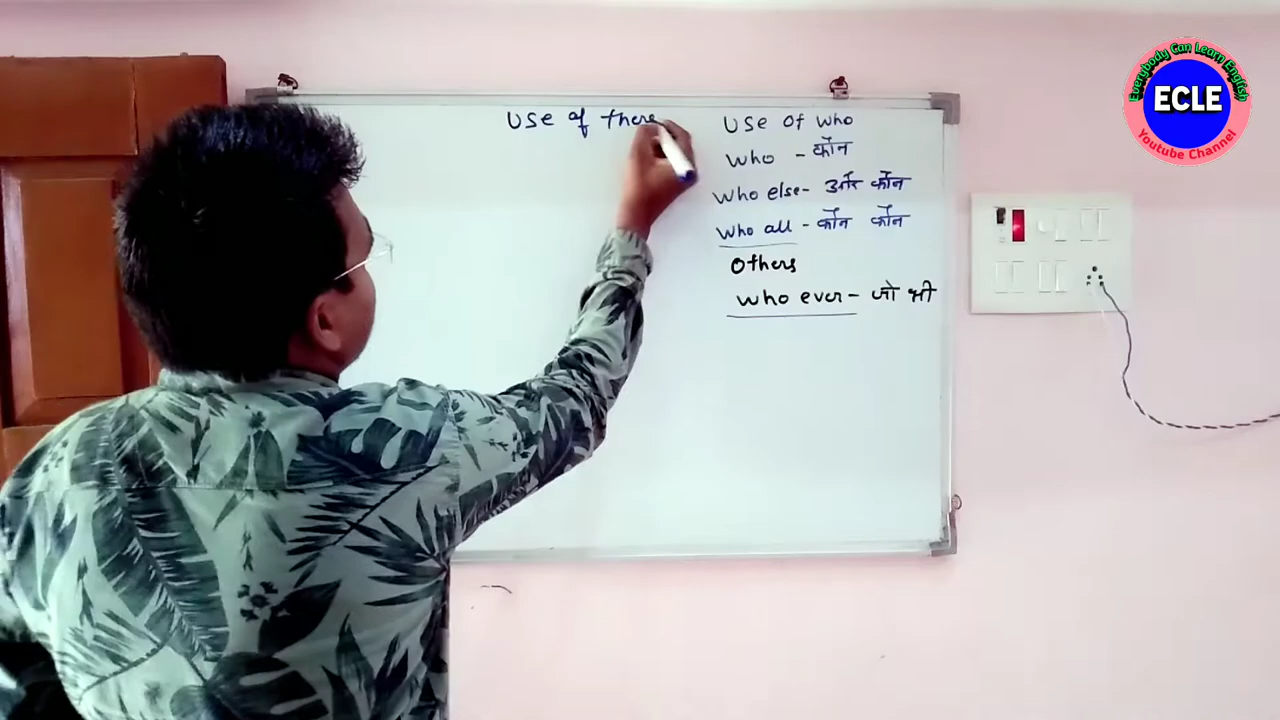 Use of there
Use of who
who - कौन
who else- और कौन
who all - कौन कौन
others
who ever - जो भी
Everybody Can Learn English
ECLE
Youtube Channel